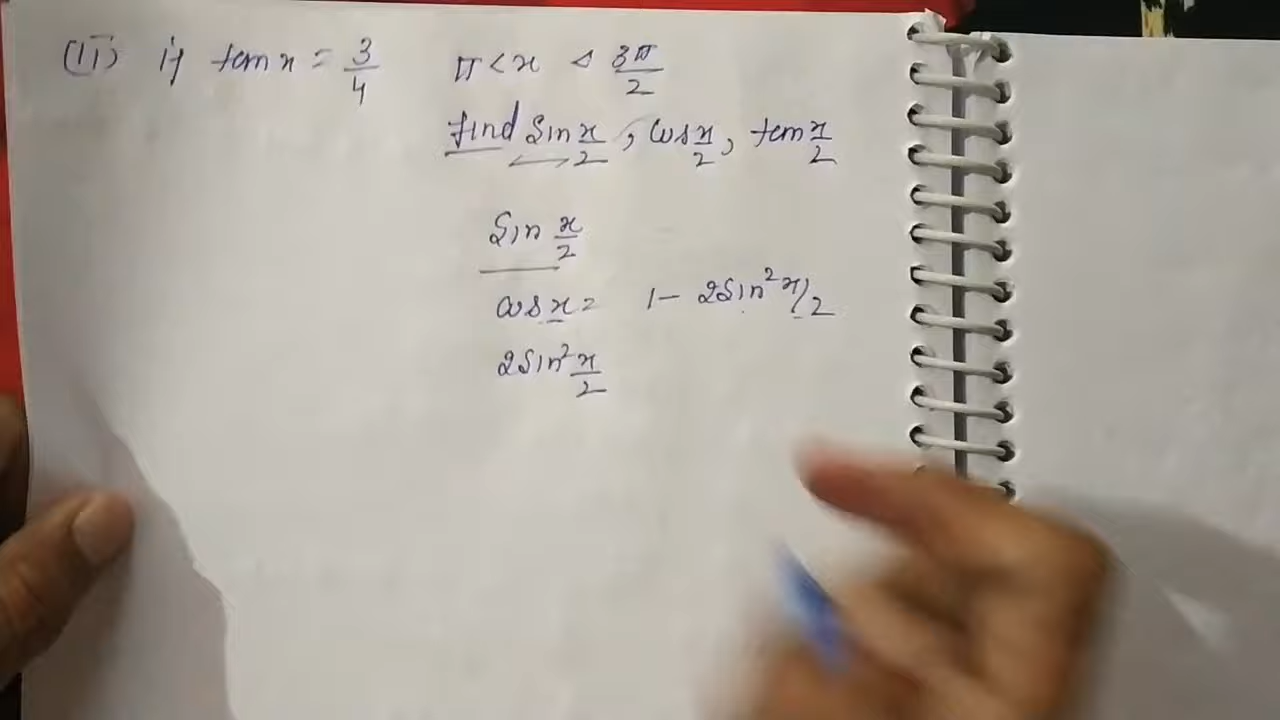 (ii) if tan x = 3/4 π < x < 3π/2
find sin x/2, cos x/2, tan x/2
sin x/2
cos x = 1 - 2sin² x/2
2sin² x/2